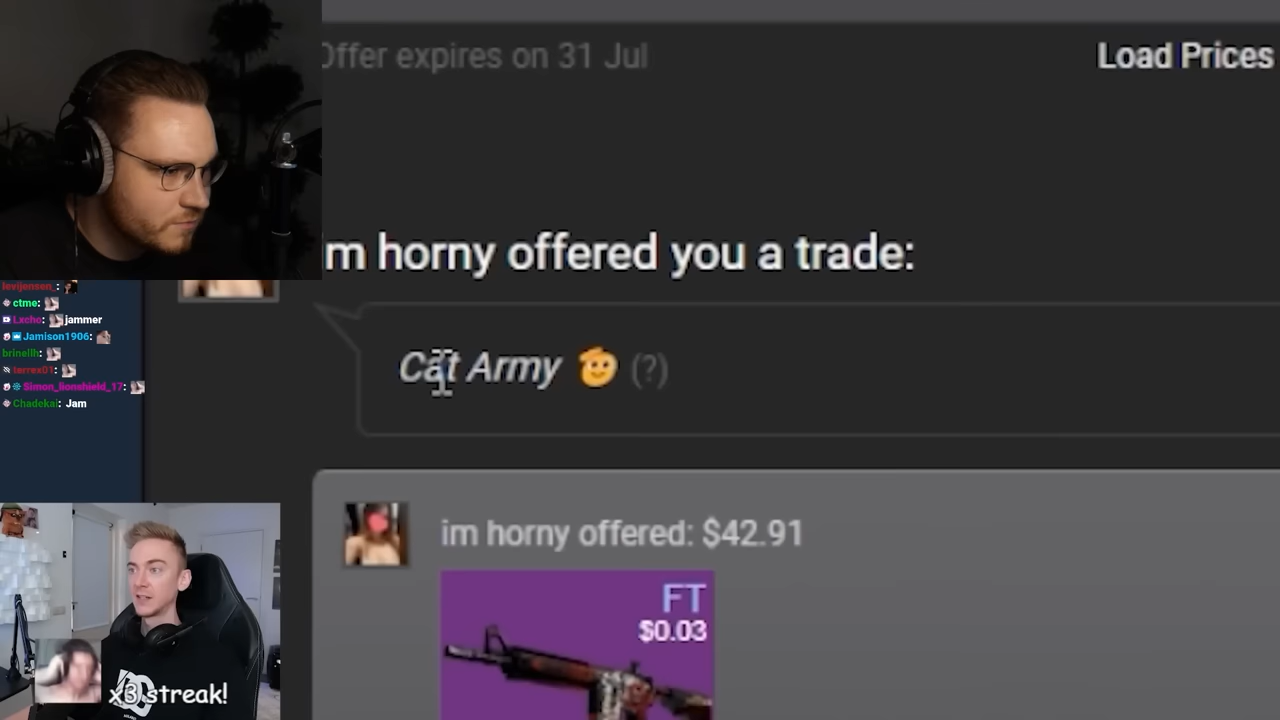 Offer expires on 31 Jul
Load Prices
im horny offered you a trade:
Cat Army 🫡 (?)
im horny offered: $42.91
FT
$0.03
levijensen_:
ctme:
Lxcho: jammer
Jamison1906:
brinellh:
tarrex01:
Simon_lionshield_17:
Chadekai: Jam
x3 streak!